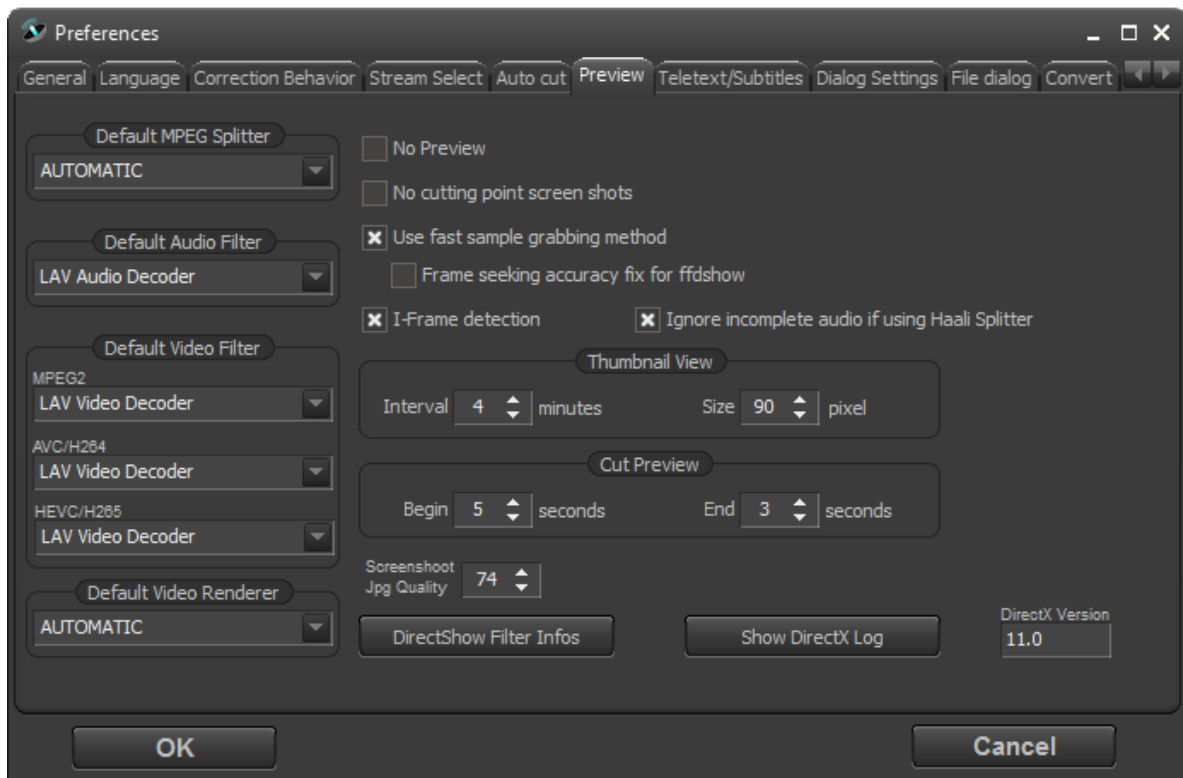 Preferences
General Language Correction Behavior Stream Select Auto cut Preview Teletext/Subtitles Dialog Settings File dialog Convert
Default MPEG Splitter
AUTOMATIC
Default Audio Filter
LAV Audio Decoder
Default Video Filter
MPEG2
LAV Video Decoder
AVC/H264
LAV Video Decoder
HEVC/H265
LAV Video Decoder
Default Video Renderer
AUTOMATIC
No Preview
No cutting point screen shots
Use fast sample grabbing method
Frame seeking accuracy fix for ffdshow
I-Frame detection Ignore incomplete audio if using Haali Splitter
Thumbnail View
Interval 4 minutes Size 90 pixel
Cut Preview
Begin 5 seconds End 3 seconds
Screenshoot
Jpg Quality 74
DirectShow Filter Infos Show DirectX Log
DirectX Version
11.0
OK Cancel